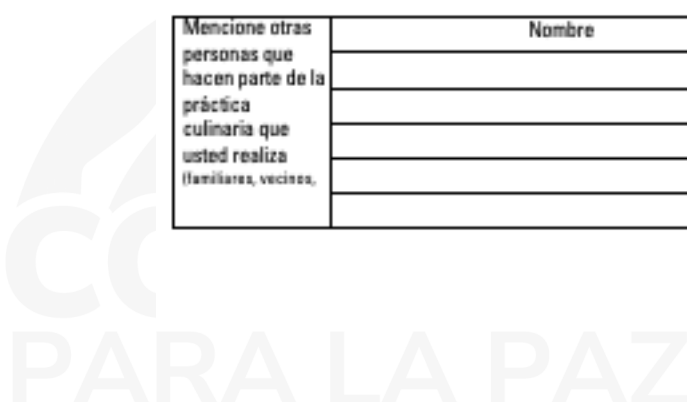 Mencione otras
Nombre
personas que
hacen parte de la
práctica
culinaria que
usted realiza
(familiares, vecinos,
CO
PARA LA PAZ